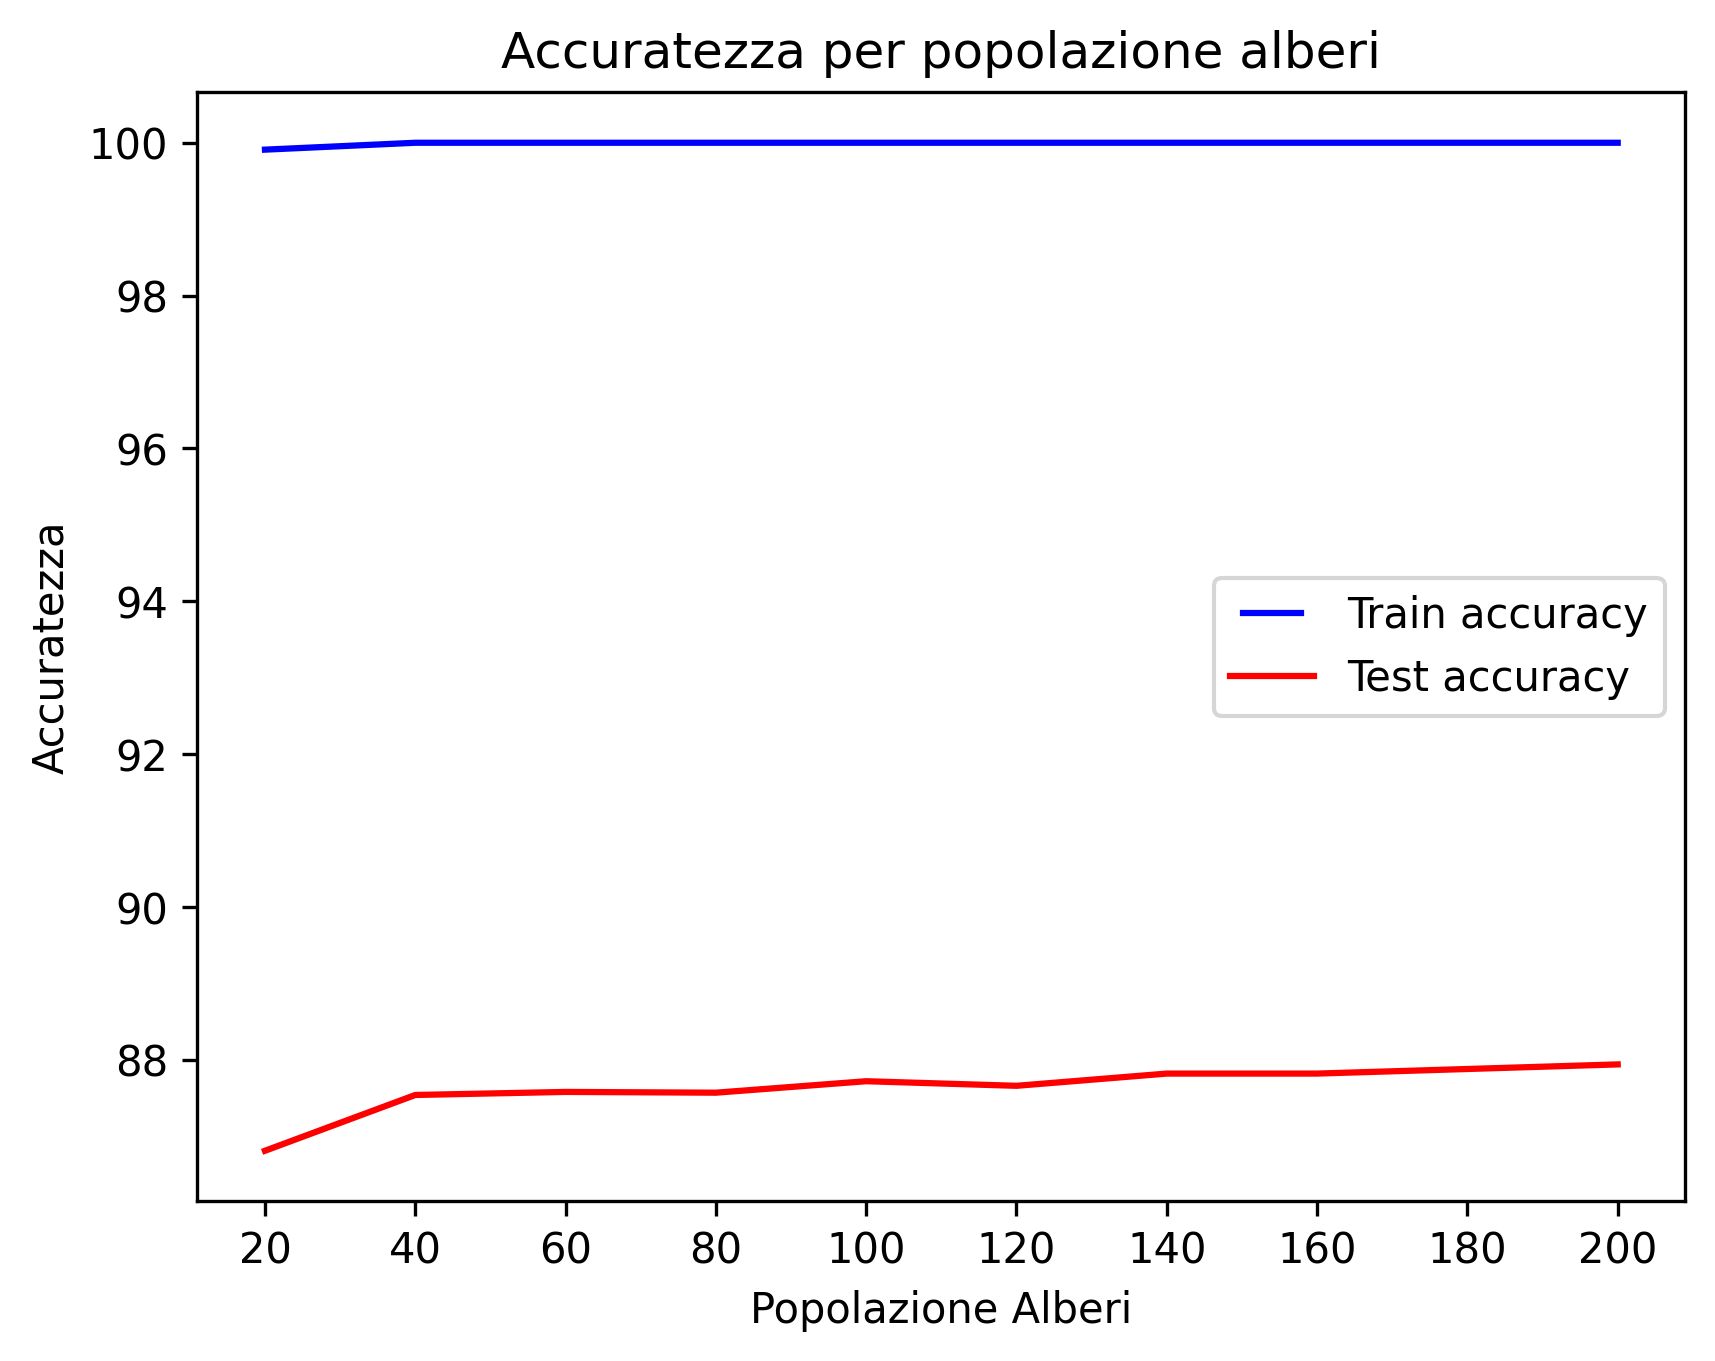 Accuratezza per popolazione alberi
100
98
96
94
92
90
88
Accuratezza
Train accuracy
Test accuracy
20 40 60 80 100 120 140 160 180 200
Popolazione Alberi